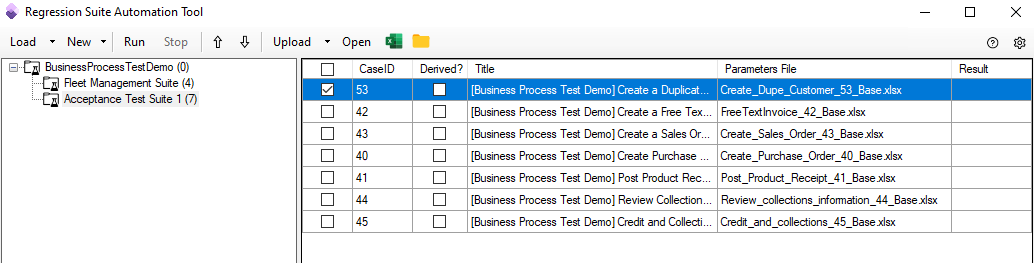 Regression Suite Automation Tool
Load New Run Stop Upload Open
BusinessProcessTestDemo (0)
Fleet Management Suite (4)
Acceptance Test Suite 1 (7)
CaseID Derived? Title Parameters File Result
53 [Business Process Test Demo] Create a Duplicat... Create_Dupe_Customer_53_Base.xlsx
42 [Business Process Test Demo] Create a Free Tex... FreeTextInvoice_42_Base.xlsx
43 [Business Process Test Demo] Create a Sales Or... Create_Sales_Order_43_Base.xlsx
40 [Business Process Test Demo] Create Purchase ... Create_Purchase_Order_40_Base.xlsx
41 [Business Process Test Demo] Post Product Rec... Post_Product_Receipt_41_Base.xlsx
44 [Business Process Test Demo] Review Collection... Review_collections_information_44_Base.xlsx
45 [Business Process Test Demo] Credit and Collecti... Credit_and_collections_45_Base.xlsx